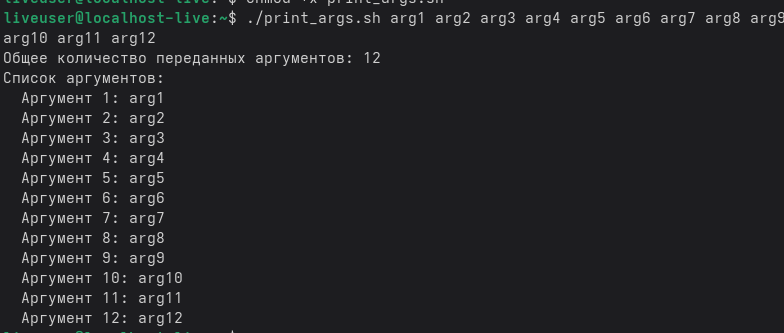 liveuser@localhost-live:~$ chmod +x print_args.sh
liveuser@localhost-live:~$ ./print_args.sh arg1 arg2 arg3 arg4 arg5 arg6 arg7 arg8 arg9
arg10 arg11 arg12
Общее количество переданных аргументов: 12
Список аргументов:
  Аргумент 1: arg1
  Аргумент 2: arg2
  Аргумент 3: arg3
  Аргумент 4: arg4
  Аргумент 5: arg5
  Аргумент 6: arg6
  Аргумент 7: arg7
  Аргумент 8: arg8
  Аргумент 9: arg9
  Аргумент 10: arg10
  Аргумент 11: arg11
  Аргумент 12: arg12